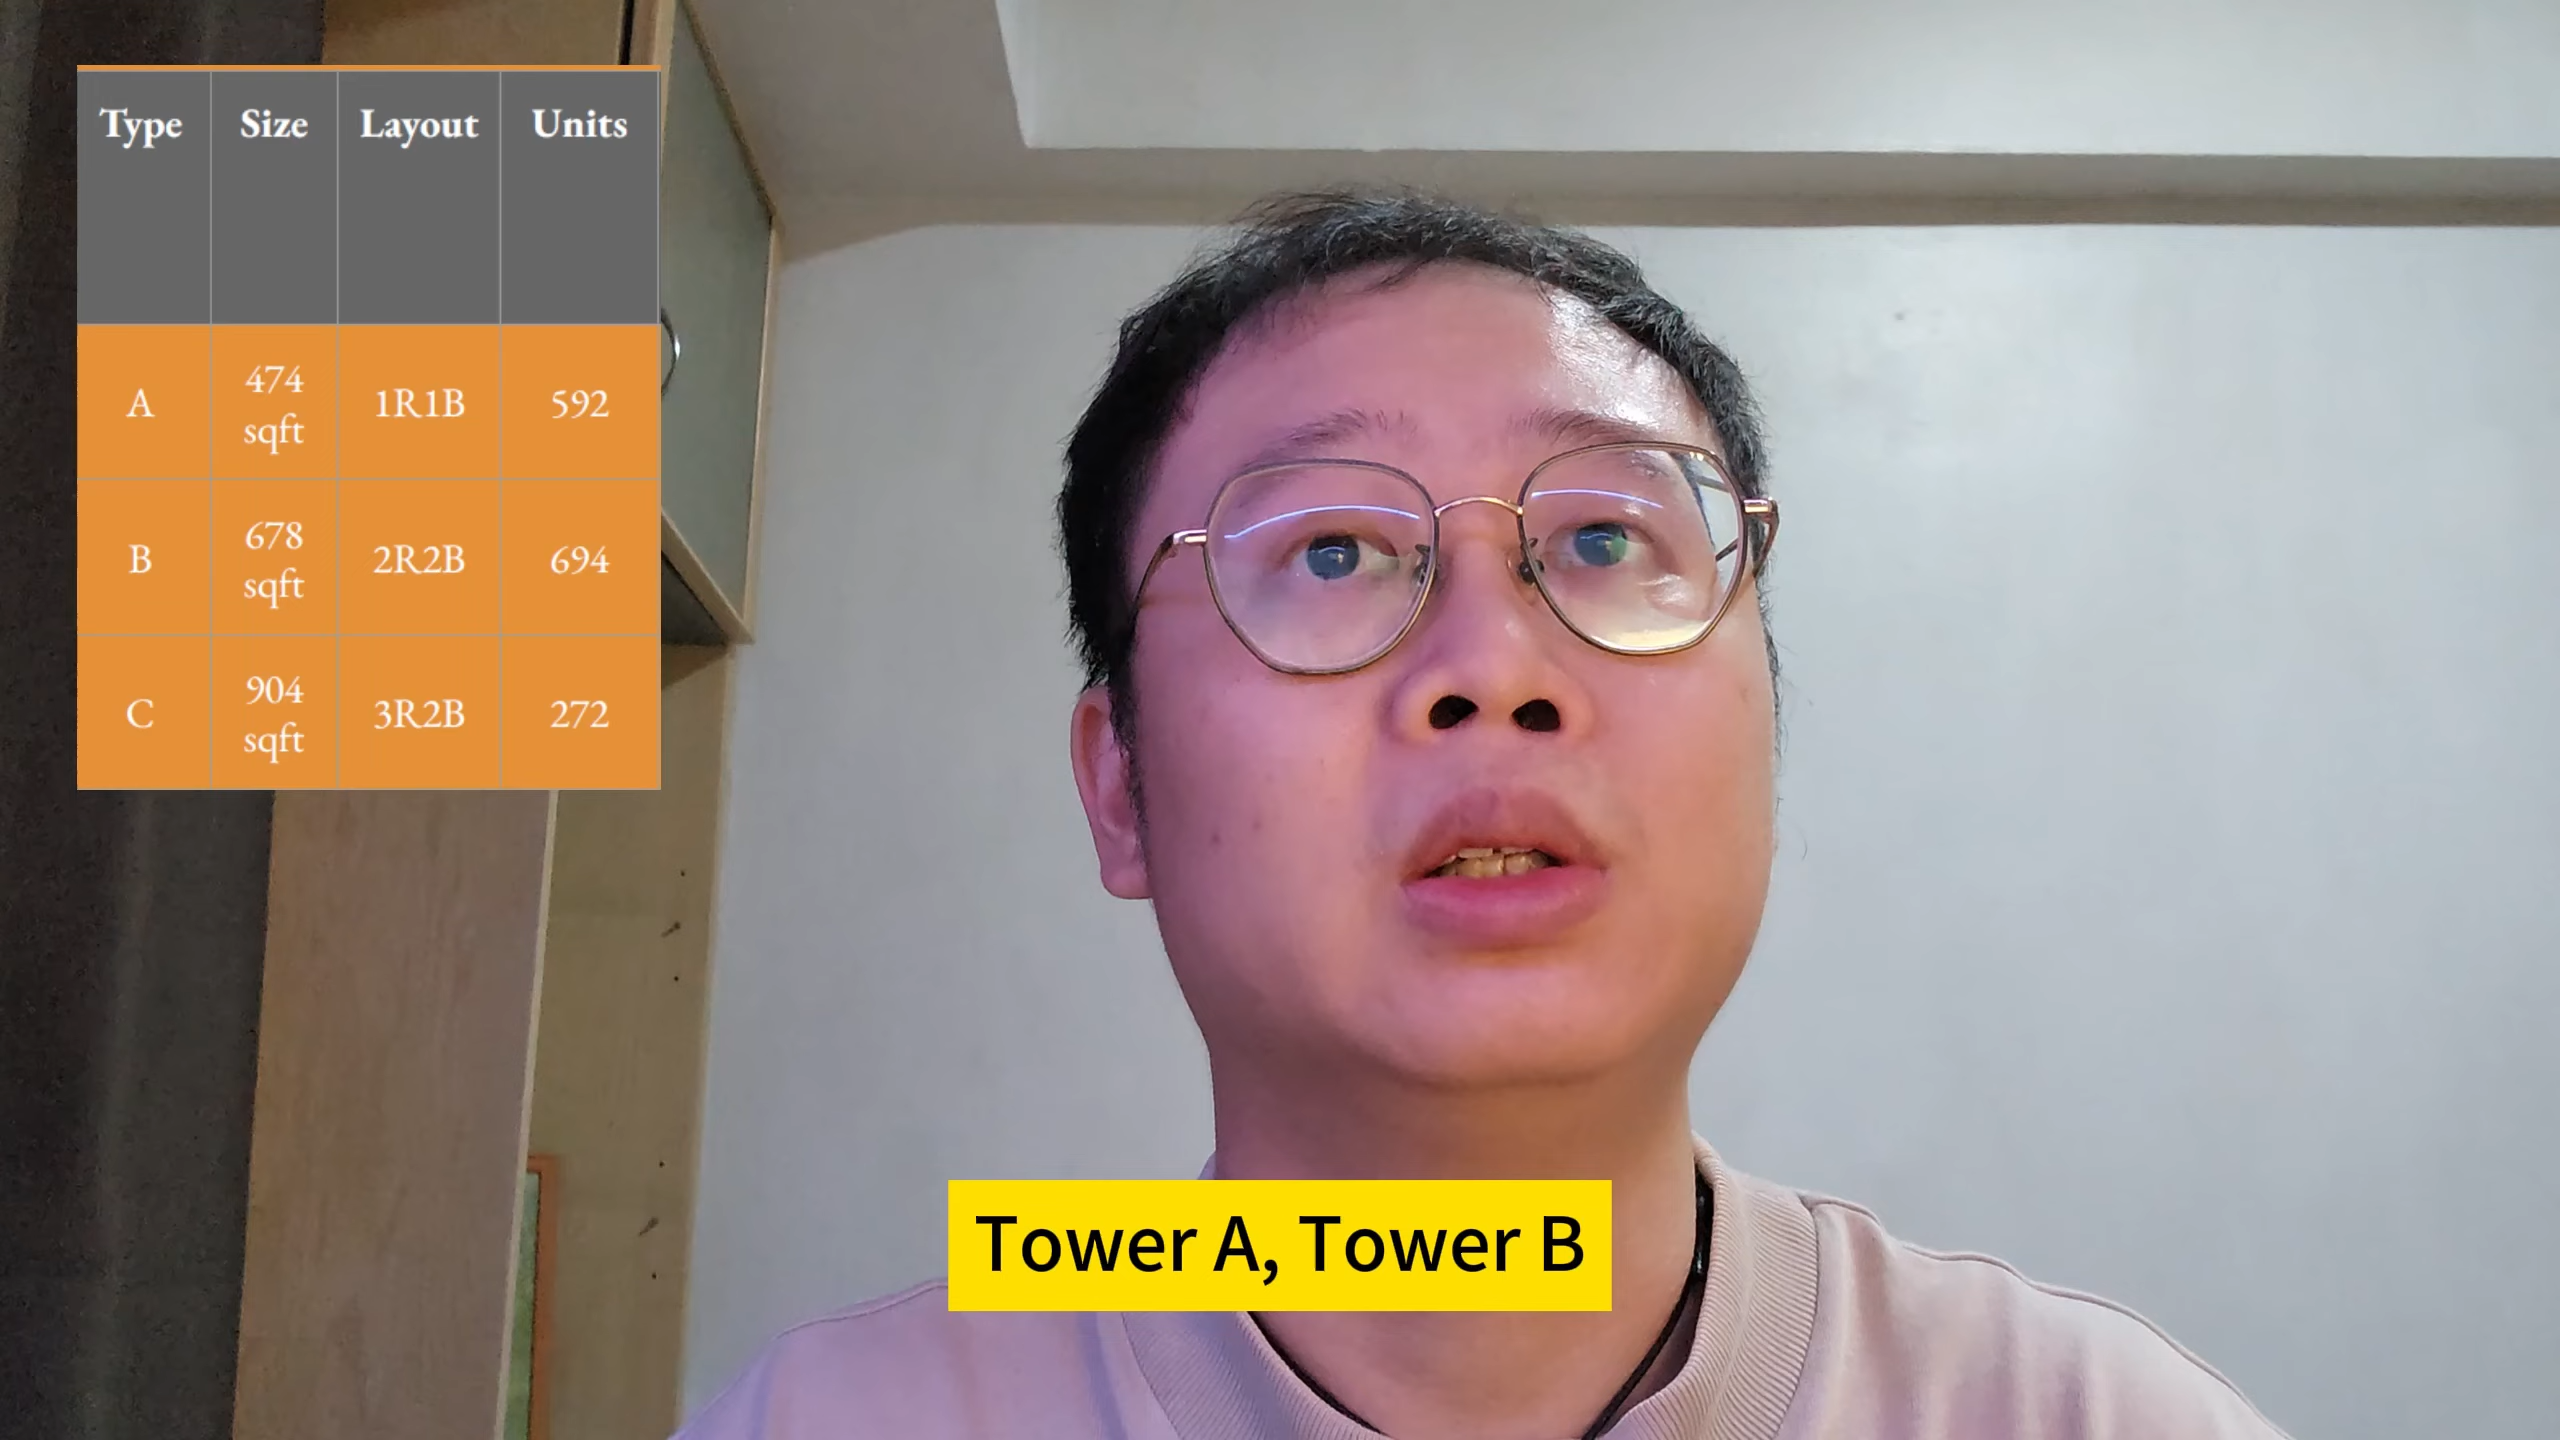 Type Size Layout Units
A 474 sqft 1R1B 592
B 678 sqft 2R2B 694
C 904 sqft 3R2B 272
Tower A, Tower B